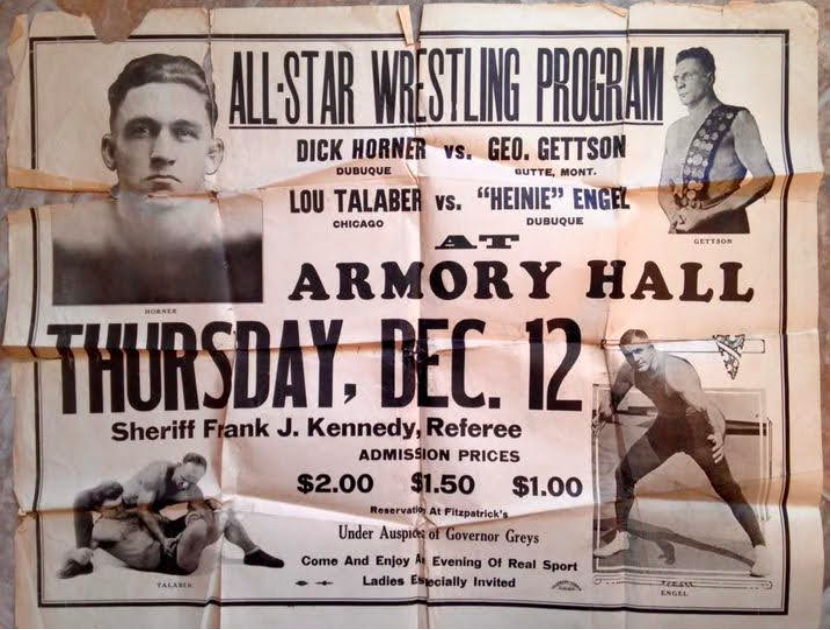 ALL-STAR WRESTLING PROGRAM
DICK HORNER vs. GEO. GETTSON
DUBUQUE BUTTE, MONT.
LOU TALABER vs. "HEINIE" ENGEL
CHICAGO DUBUQUE
AT
ARMORY HALL
GETTSON
HORNER
THURSDAY, DEC. 12
Sheriff Frank J. Kennedy, Referee
ADMISSION PRICES
$2.00 $1.50 $1.00
Reservation At Fitzpatrick's
Under Auspices of Governor Greys
Come And Enjoy An Evening Of Real Sport
Ladies Especially Invited
TALABER
ENGEL